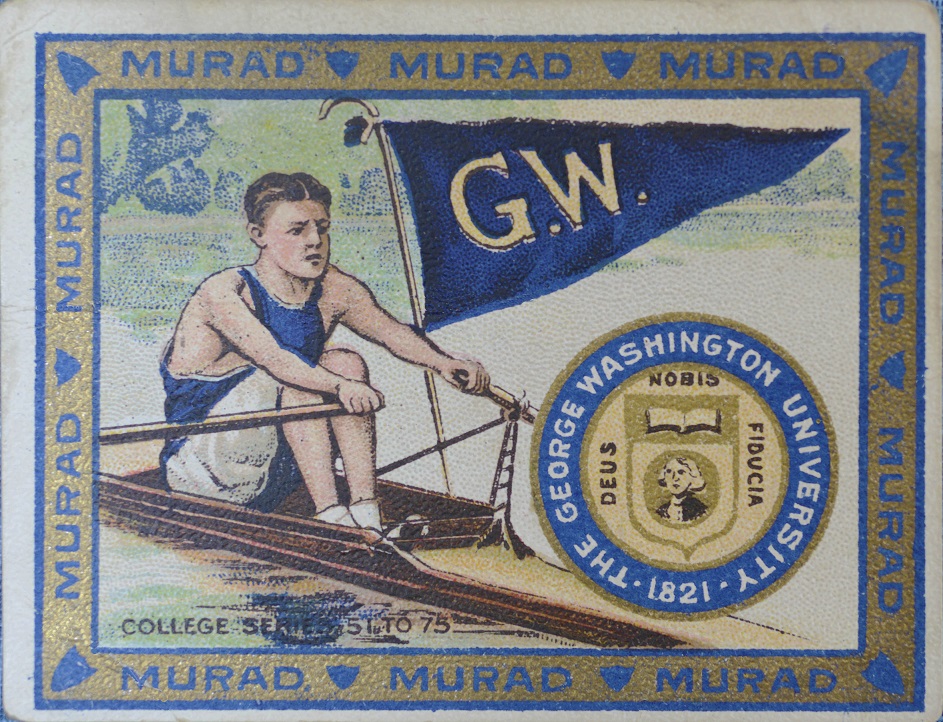 MURAD MURAD MURAD
MURAD
MURAD
MURAD
MURAD
G.W.
THE GEORGE WASHINGTON UNIVERSITY
1821
DEUS NOBIS FIDUCIA
COLLEGE SERIES 51 TO 75
MURAD MURAD MURAD